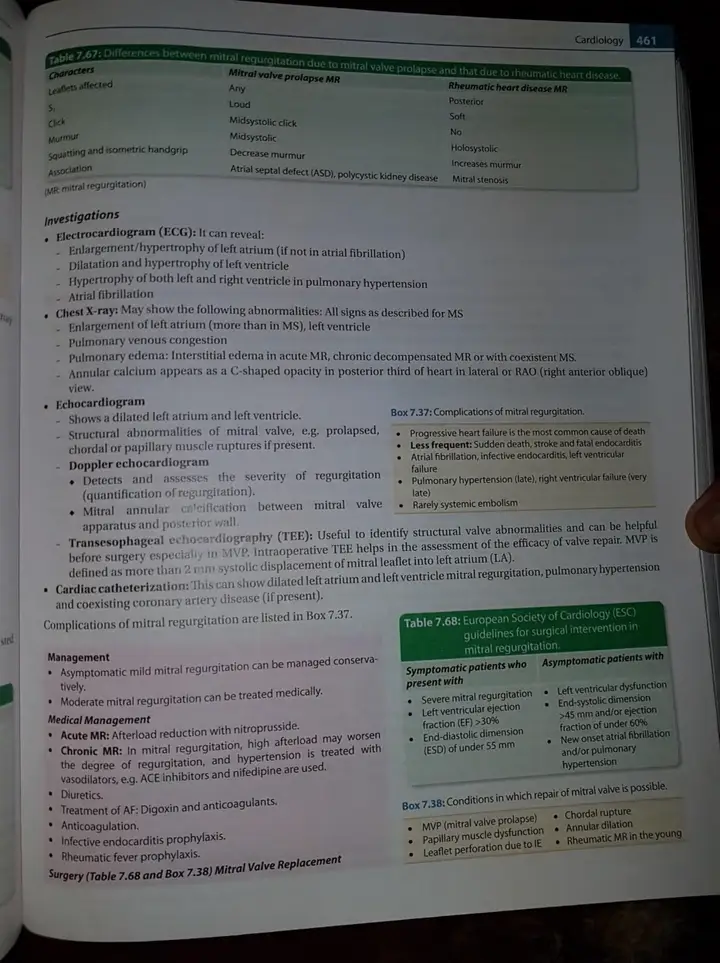 Cardiology 461
Table 7.67: Differences between mitral regurgitation due to mitral valve prolapse and that due to rheumatic heart disease.
Characters Mitral valve prolapse MR Rheumatic heart disease MR
Leaflets affected Any Posterior
S₁ Loud Soft
Click Midsystolic click No
Murmur Midsystolic Holosystolic
Squatting and isometric handgrip Decrease murmur Increases murmur
Association Atrial septal defect (ASD), polycystic kidney disease Mitral stenosis
(MR: mitral regurgitation)
Investigations
• Electrocardiogram (ECG): It can reveal:
- Enlargement/hypertrophy of left atrium (if not in atrial fibrillation)
- Dilatation and hypertrophy of left ventricle
- Hypertrophy of both left and right ventricle in pulmonary hypertension
- Atrial fibrillation
• Chest X-ray: May show the following abnormalities: All signs as described for MS
- Enlargement of left atrium (more than in MS), left ventricle
- Pulmonary venous congestion
- Pulmonary edema: Interstitial edema in acute MR, chronic decompensated MR or with coexistent MS.
- Annular calcium appears as a C-shaped opacity in posterior third of heart in lateral or RAO (right anterior oblique)
view.
• Echocardiogram
- Shows a dilated left atrium and left ventricle.
- Structural abnormalities of mitral valve, e.g. prolapsed,
chordal or papillary muscle ruptures if present.
- Doppler echocardiogram
• Detects and assesses the severity of regurgitation
(quantification of regurgitation).
• Mitral annular calcification between mitral valve
apparatus and posterior wall.
Box 7.37: Complications of mitral regurgitation.
• Progressive heart failure is the most common cause of death
• Less frequent: Sudden death, stroke and fatal endocarditis
• Atrial fibrillation, infective endocarditis, left ventricular
failure
• Pulmonary hypertension (late), right ventricular failure (very
late)
• Rarely systemic embolism
- Transesophageal echocardiography (TEE): Useful to identify structural valve abnormalities and can be helpful
before surgery especially in MVP. Intraoperative TEE helps in the assessment of the efficacy of valve repair. MVP is
defined as more than 2 mm systolic displacement of mitral leaflet into left atrium (LA).
• Cardiac catheterization: This can show dilated left atrium and left ventricle mitral regurgitation, pulmonary hypertension
and coexisting coronary artery disease (if present).
Complications of mitral regurgitation are listed in Box 7.37.
Management
• Asymptomatic mild mitral regurgitation can be managed conserva-
tively.
• Moderate mitral regurgitation can be treated medically.
Medical Management
• Acute MR: Afterload reduction with nitroprusside.
• Chronic MR: In mitral regurgitation, high afterload may worsen
the degree of regurgitation, and hypertension is treated with
vasodilators, e.g. ACE inhibitors and nifedipine are used.
• Diuretics.
• Treatment of AF: Digoxin and anticoagulants.
• Anticoagulation.
• Infective endocarditis prophylaxis.
• Rheumatic fever prophylaxis.
Surgery (Table 7.68 and Box 7.38) Mitral Valve Replacement
Table 7.68: European Society of Cardiology (ESC)
guidelines for surgical intervention in
mitral regurgitation.
Symptomatic patients who
present with
• Severe mitral regurgitation
• Left ventricular ejection
fraction (EF) >30%
• End-diastolic dimension
(ESD) of under 55 mm
Asymptomatic patients with
• Left ventricular dysfunction
• End-systolic dimension
>45 mm and/or ejection
fraction of under 60%
• New onset atrial fibrillation
and/or pulmonary
hypertension
Box 7.38: Conditions in which repair of mitral valve is possible.
• MVP (mitral valve prolapse)
• Papillary muscle dysfunction
• Leaflet perforation due to IE
• Chordal rupture
• Annular dilation
• Rheumatic MR in the young